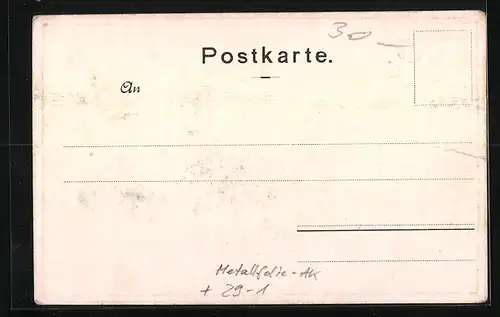 30-
Postkarte.
An
Metallfolie-AK
+ 29-1